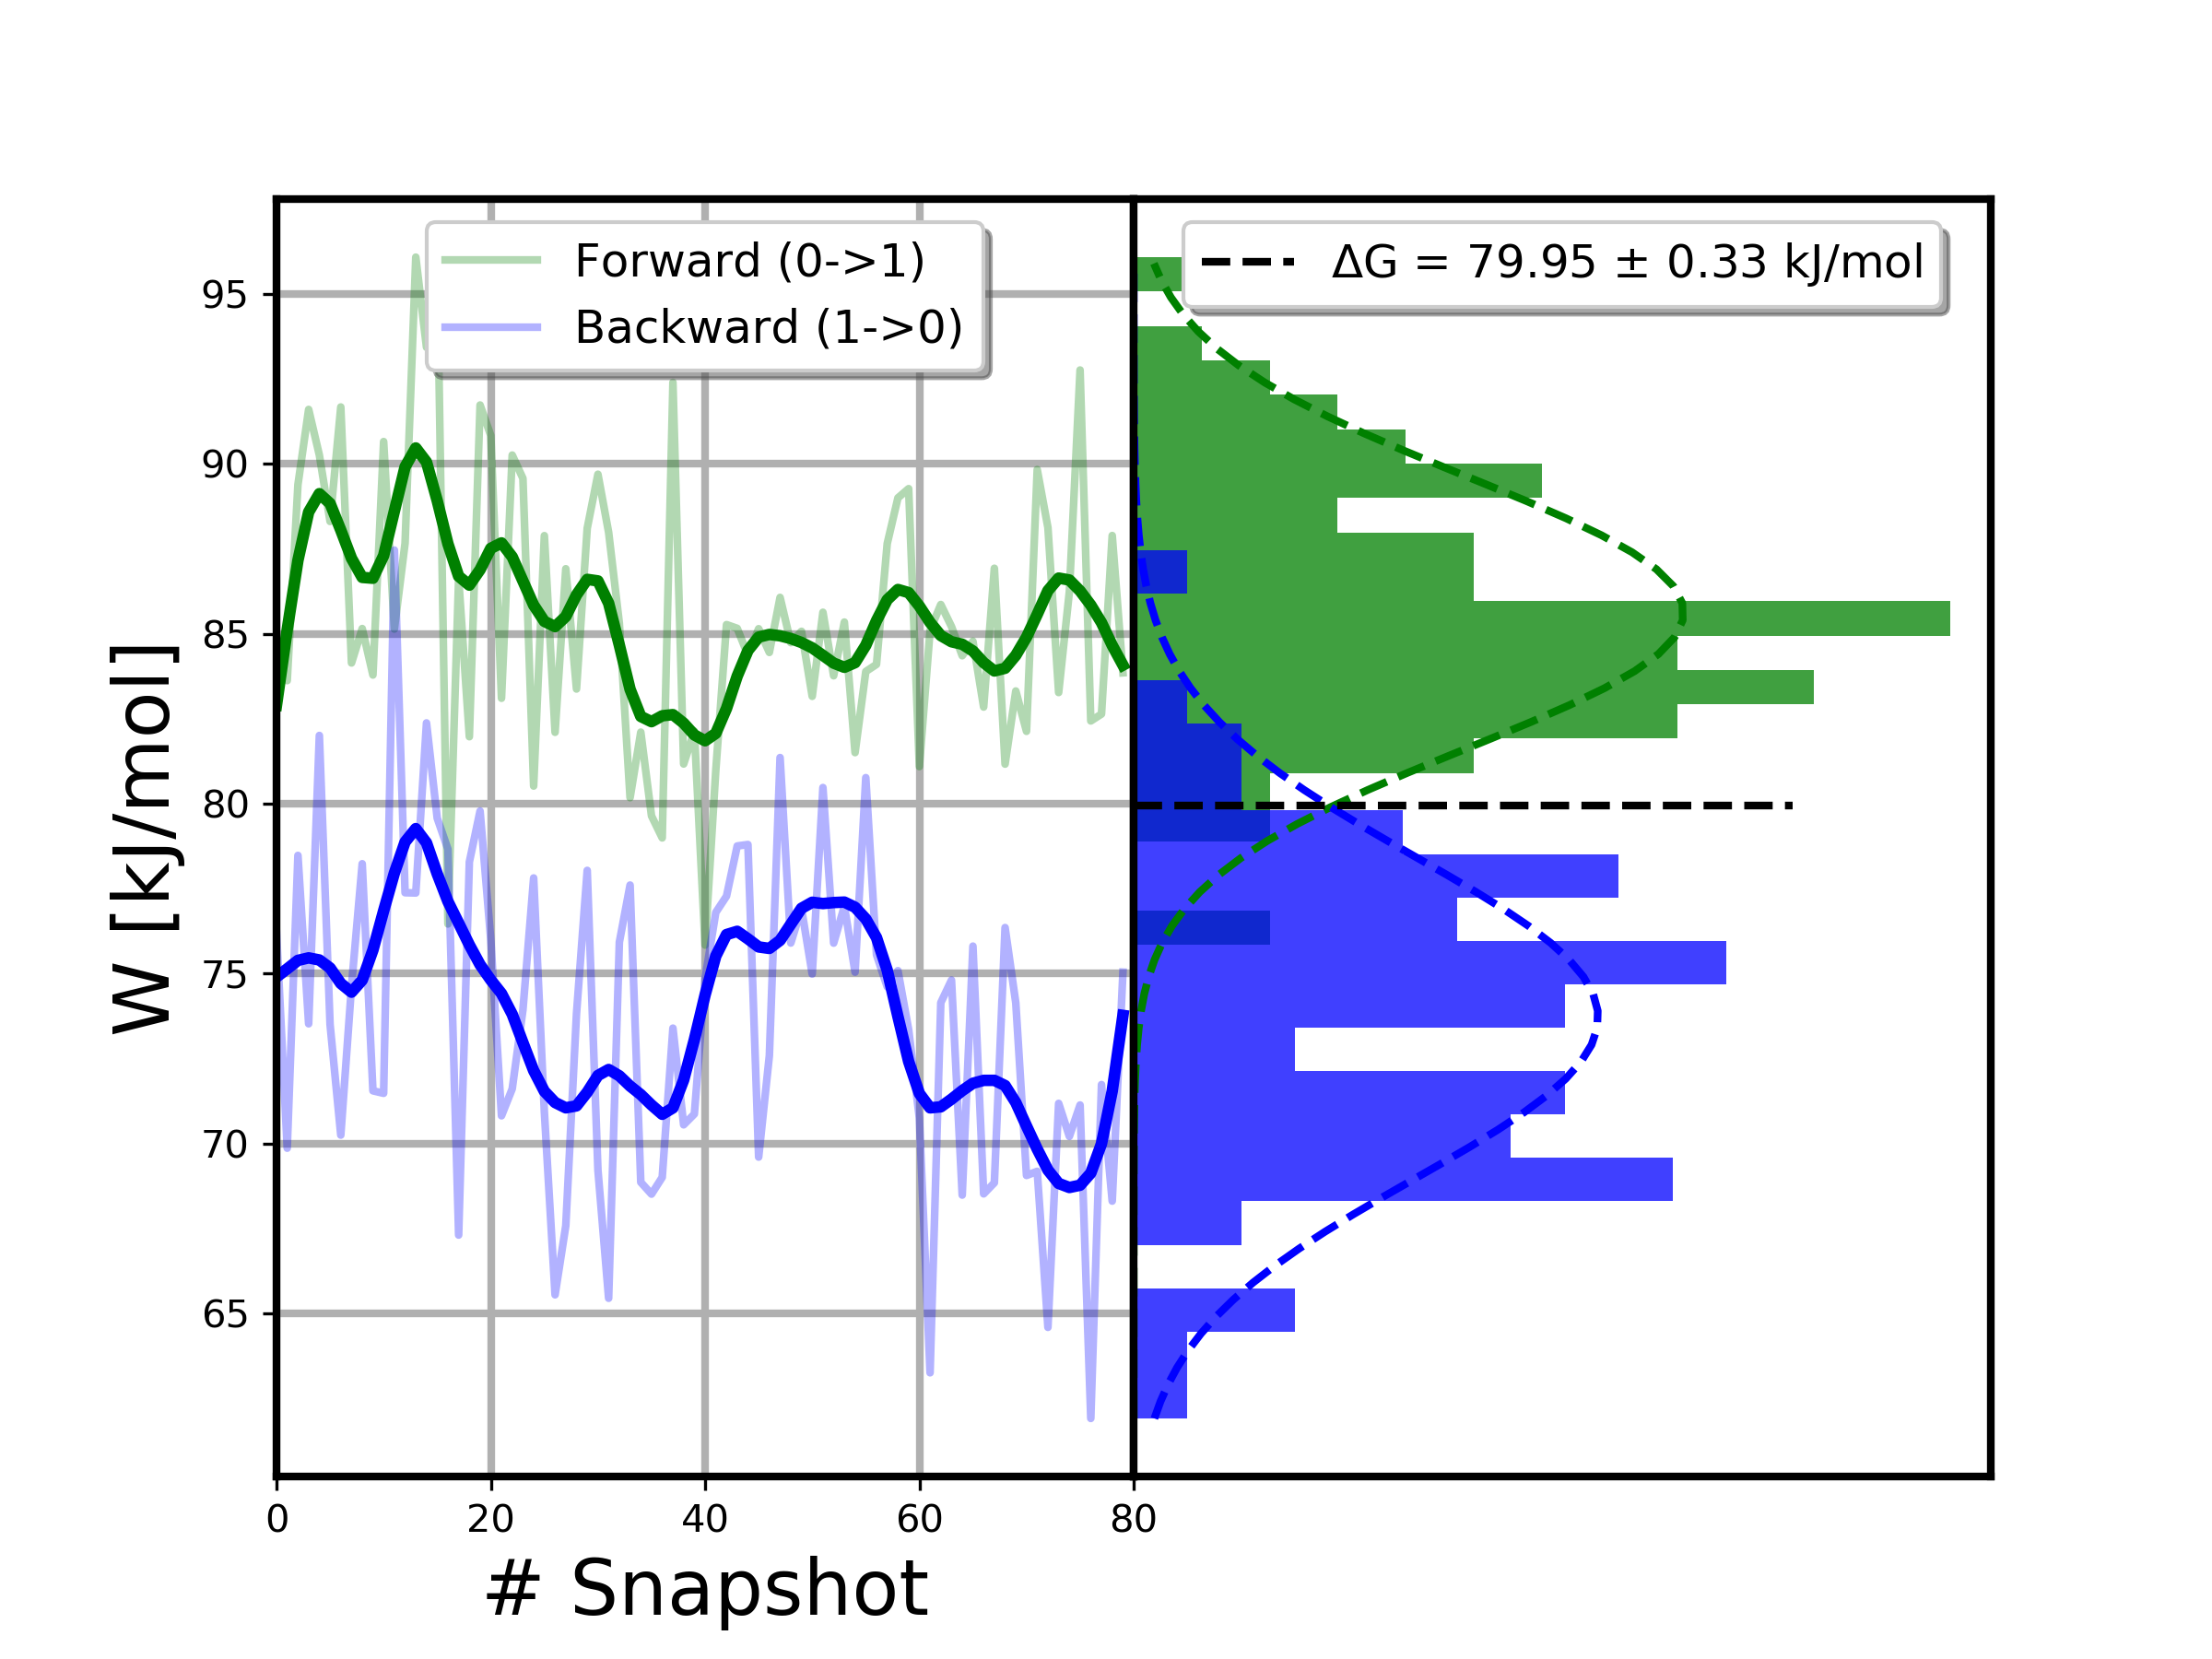 Forward (0->1)
Backward (1->0)
ΔG = 79.95 ± 0.33 kJ/mol
W [kJ/mol]
95
90
85
80
75
70
65
0 20 40 60 80
# Snapshot